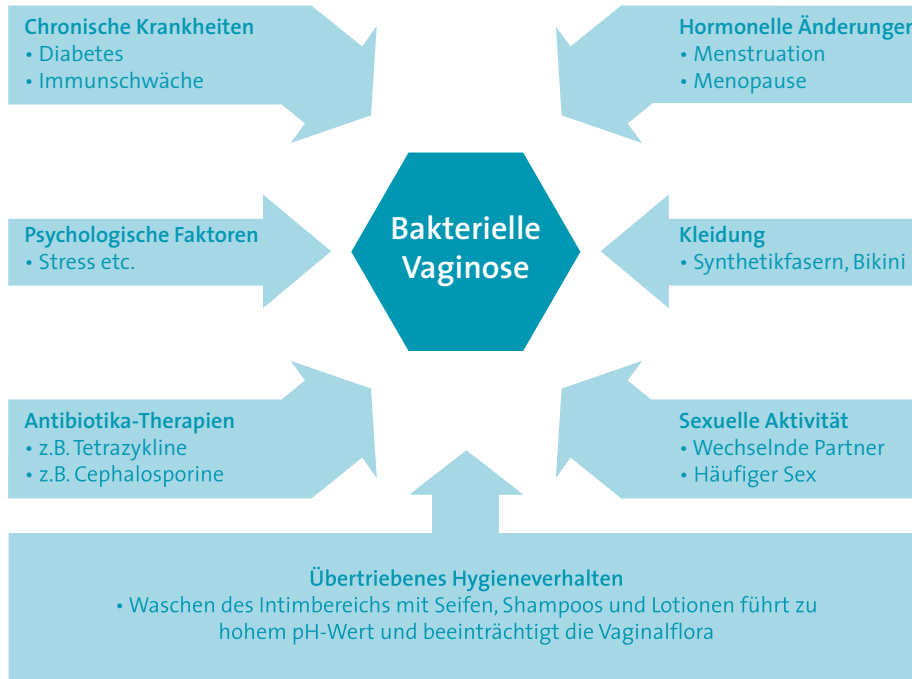 Chronische Krankheiten
• Diabetes
• Immunschwäche
Hormonelle Änderungen
• Menstruation
• Menopause
Bakterielle
Vaginose
Psychologische Faktoren
• Stress etc.
Kleidung
• Synthetikfasern, Bikini
Antibiotika-Therapien
• z.B. Tetrazykline
• z.B. Cephalosporine
Sexuelle Aktivität
• Wechselnde Partner
• Häufiger Sex
Übertriebenes Hygieneverhalten
• Waschen des Intimbereichs mit Seifen, Shampoos und Lotionen führt zu
hohem pH-Wert und beeinträchtigt die Vaginalflora